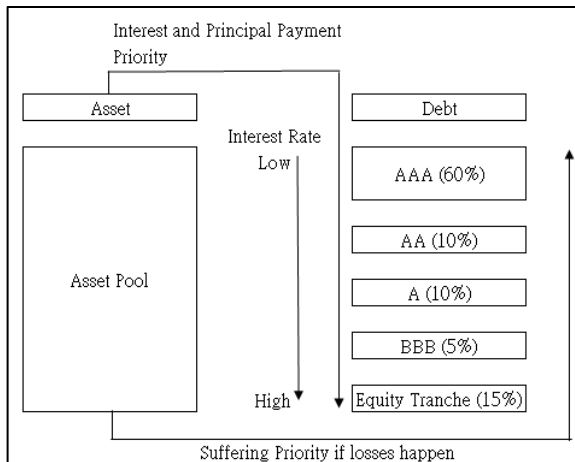 Interest and Principal Payment
Priority
Asset
Debt
Interest Rate
Low
AAA (60%)
AA (10%)
Asset Pool
A (10%)
BBB (5%)
High
Equity Tranche (15%)
Suffering Priority if losses happen